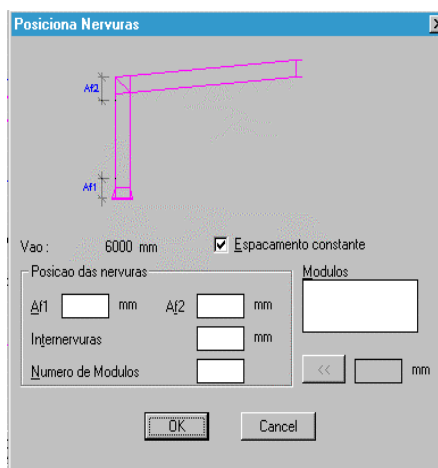 Posiciona Nervuras
Af2
Af1
Vao : 6000 mm Espacamento constante
Posicao das nervuras Modulos
Af1 mm Af2 mm
Internervuras mm
Numero de Modulos << mm
OK Cancel